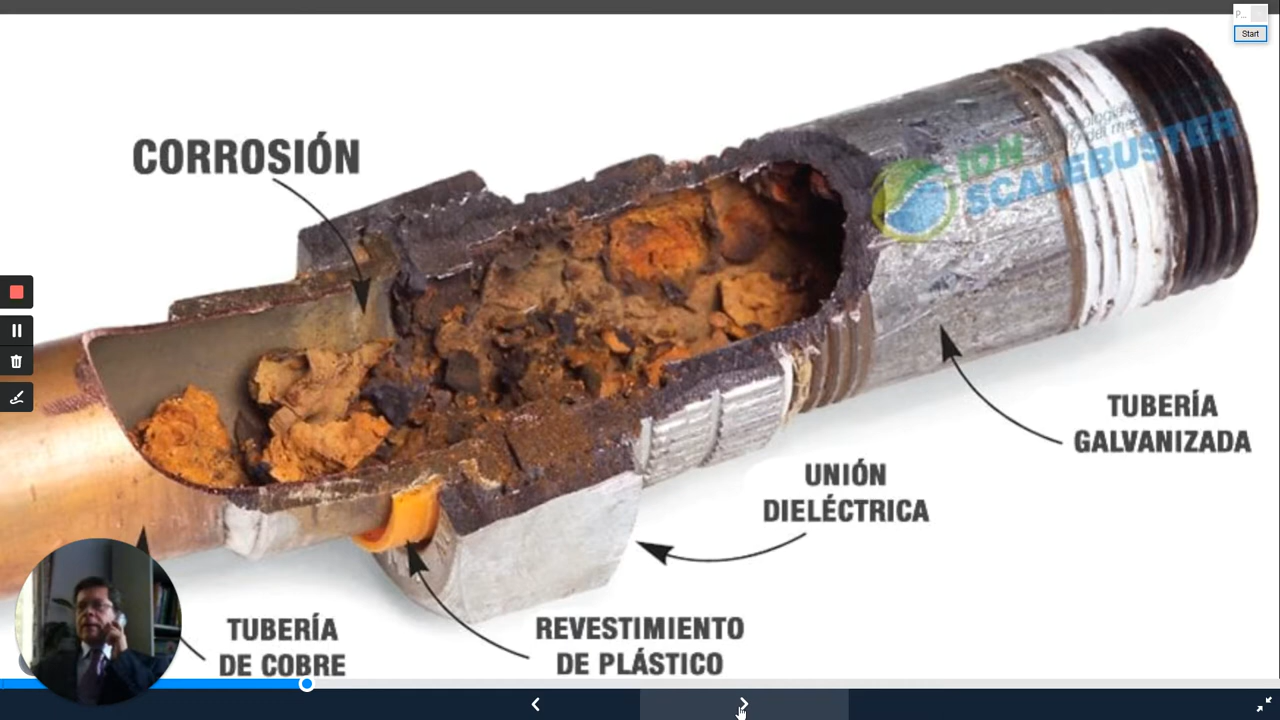 P...
Start
CORROSIÓN
ION
SCALEBUSTER
TUBERÍA
GALVANIZADA
UNIÓN
DIELÉCTRICA
TUBERÍA
DE COBRE
REVESTIMIENTO
DE PLÁSTICO